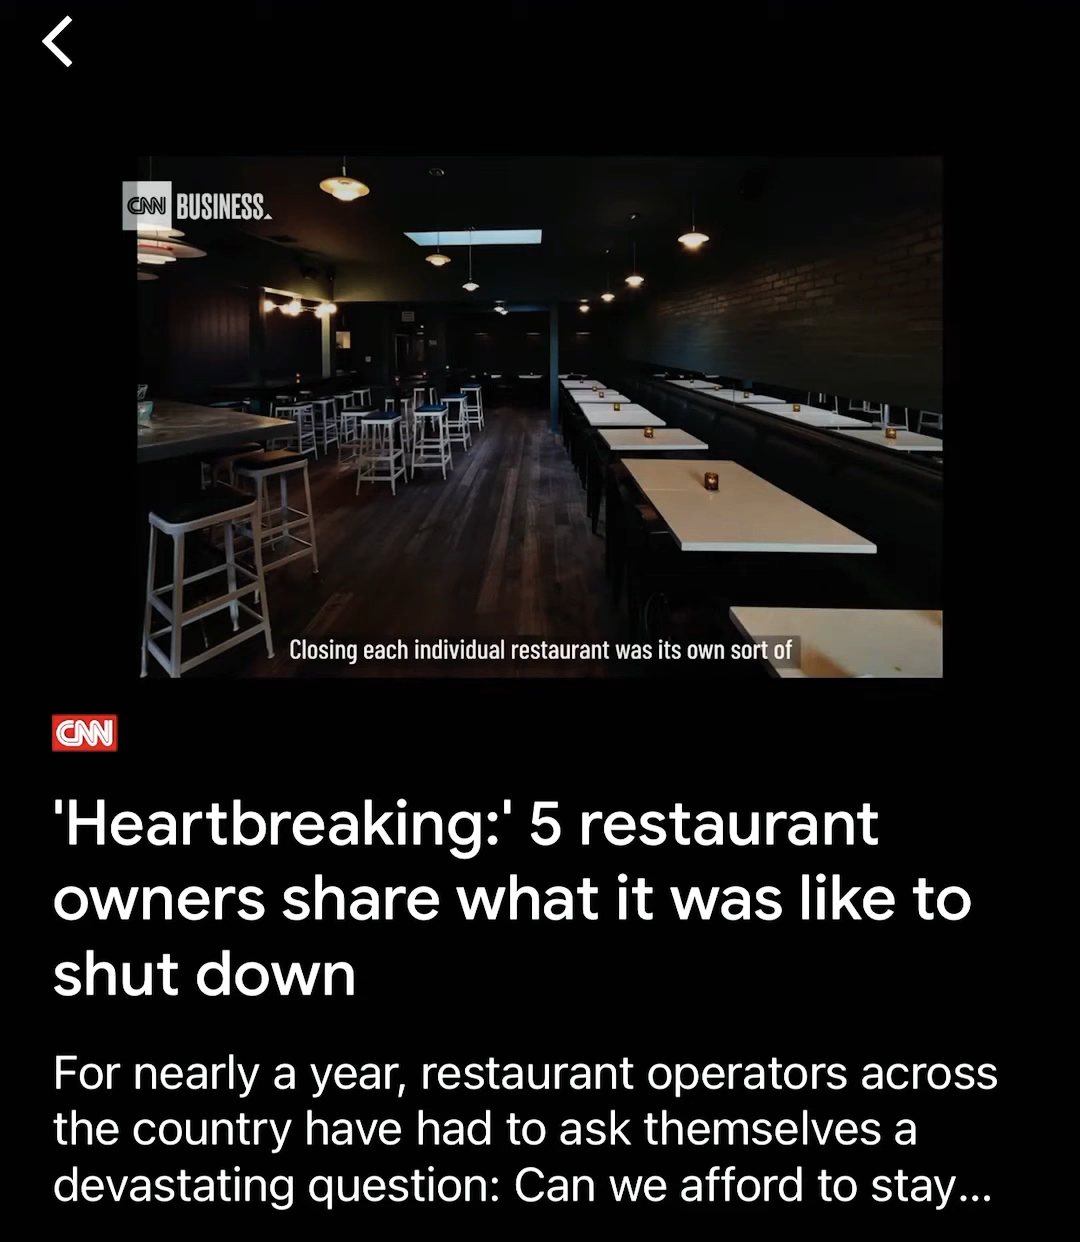 CNN BUSINESS
Closing each individual restaurant was its own sort of
CNN
'Heartbreaking:' 5 restaurant
owners share what it was like to
shut down
For nearly a year, restaurant operators across
the country have had to ask themselves a
devastating question: Can we afford to stay...